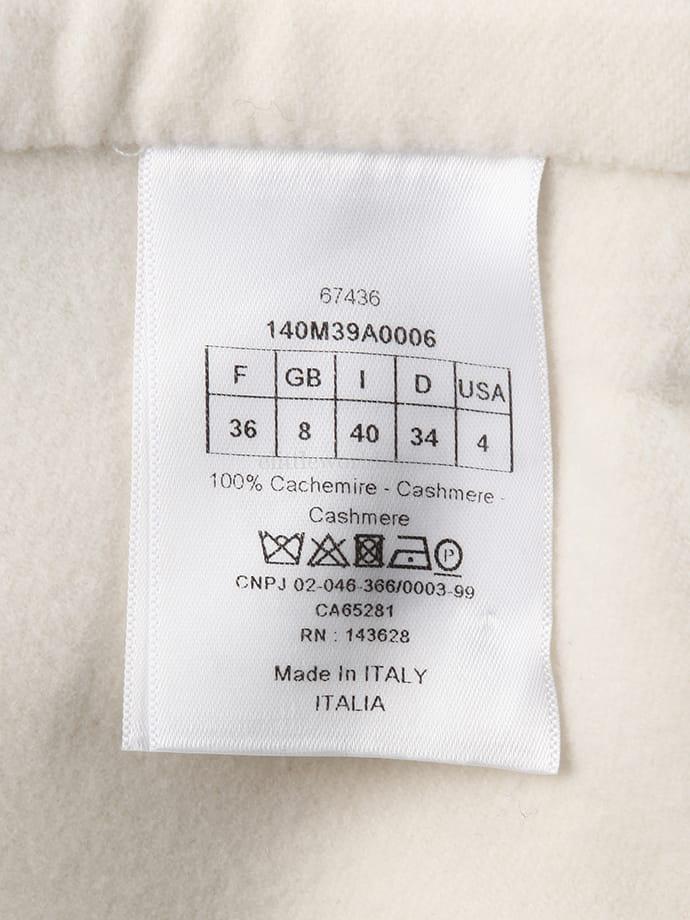 67436
140M39A0006
F GB I D USA
36 8 40 34 4
100% Cachemire - Cashmere -
Cashmere
P
CNPJ 02-046-366/0003-99
CA65281
RN : 143628
Made In ITALY
ITALIA